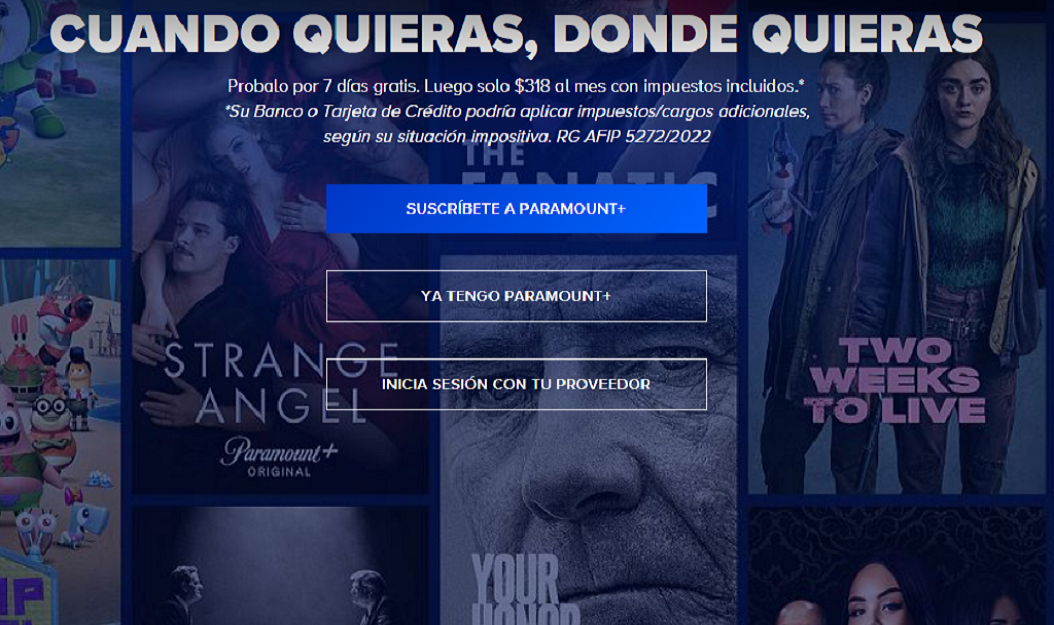 CUANDO QUIERAS, DONDE QUIERAS
Probalo por 7 días gratis. Luego solo $318 al mes con impuestos incluidos.*
*Su Banco o Tarjeta de Crédito podría aplicar impuestos/cargos adicionales,
según su situación impositiva. RG AFIP 5272/2022
THE
FANATIC
SUSCRÍBETE A PARAMOUNT+
YA TENGO PARAMOUNT+
INICIA SESIÓN CON TU PROVEEDOR
STRANGE
ANGEL
Paramount+
ORIGINAL
TWO
WEEKS
TO LIVE
YOUR
HONOR